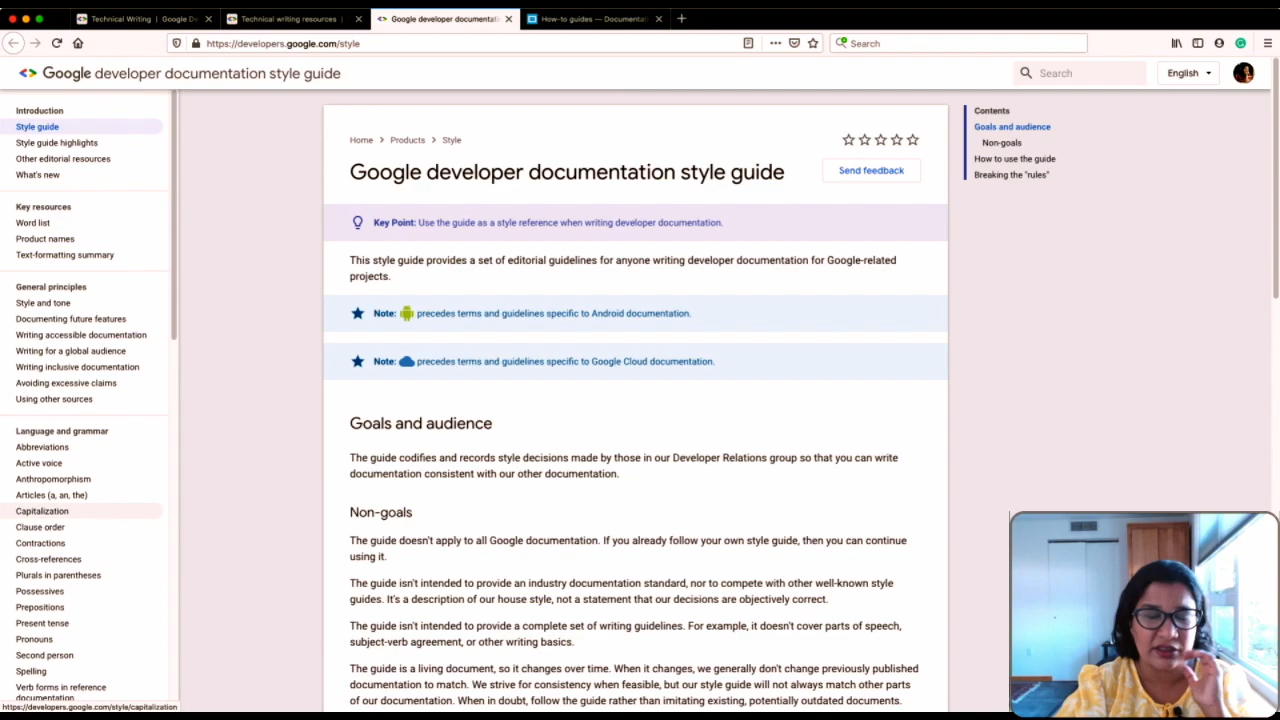 Technical Writing | Google De
Technical writing resources |
Google developer documentatio
How-to guides — Documentat
https://developers.google.com/style
Search
Google developer documentation style guide
Search
English
Introduction
Style guide
Style guide highlights
Other editorial resources
What's new
Key resources
Word list
Product names
Text-formatting summary
General principles
Style and tone
Documenting future features
Writing accessible documentation
Writing for a global audience
Writing inclusive documentation
Avoiding excessive claims
Using other sources
Language and grammar
Abbreviations
Active voice
Anthropomorphism
Articles (a, an, the)
Capitalization
Clause order
Contractions
Cross-references
Plurals in parentheses
Possessives
Prepositions
Present tense
Pronouns
Second person
Spelling
Verb forms in reference
documentation
https://developers.google.com/style/capitalization
Home > Products > Style
Google developer documentation style guide
Send feedback
Key Point: Use the guide as a style reference when writing developer documentation.
This style guide provides a set of editorial guidelines for anyone writing developer documentation for Google-related
projects.
Note: precedes terms and guidelines specific to Android documentation.
Note: precedes terms and guidelines specific to Google Cloud documentation.
Goals and audience
The guide codifies and records style decisions made by those in our Developer Relations group so that you can write
documentation consistent with our other documentation.
Non-goals
The guide doesn't apply to all Google documentation. If you already follow your own style guide, then you can continue
using it.
The guide isn't intended to provide an industry documentation standard, nor to compete with other well-known style
guides. It's a description of our house style, not a statement that our decisions are objectively correct.
The guide isn't intended to provide a complete set of writing guidelines. For example, it doesn't cover parts of speech,
subject-verb agreement, or other writing basics.
The guide is a living document, so it changes over time. When it changes, we generally don't change previously published
documentation to match. We strive for consistency when feasible, but our style guide will not always match other parts
of our documentation. When in doubt, follow the guide rather than imitating existing, potentially outdated documents.
Contents
Goals and audience
Non-goals
How to use the guide
Breaking the "rules"